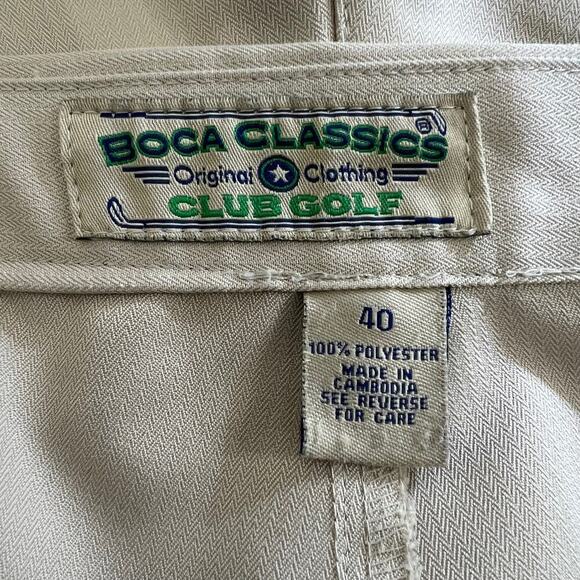 BOCA CLASSICS®
Original Clothing
CLUB GOLF
40
100% POLYESTER
MADE IN
CAMBODIA
SEE REVERSE
FOR CARE